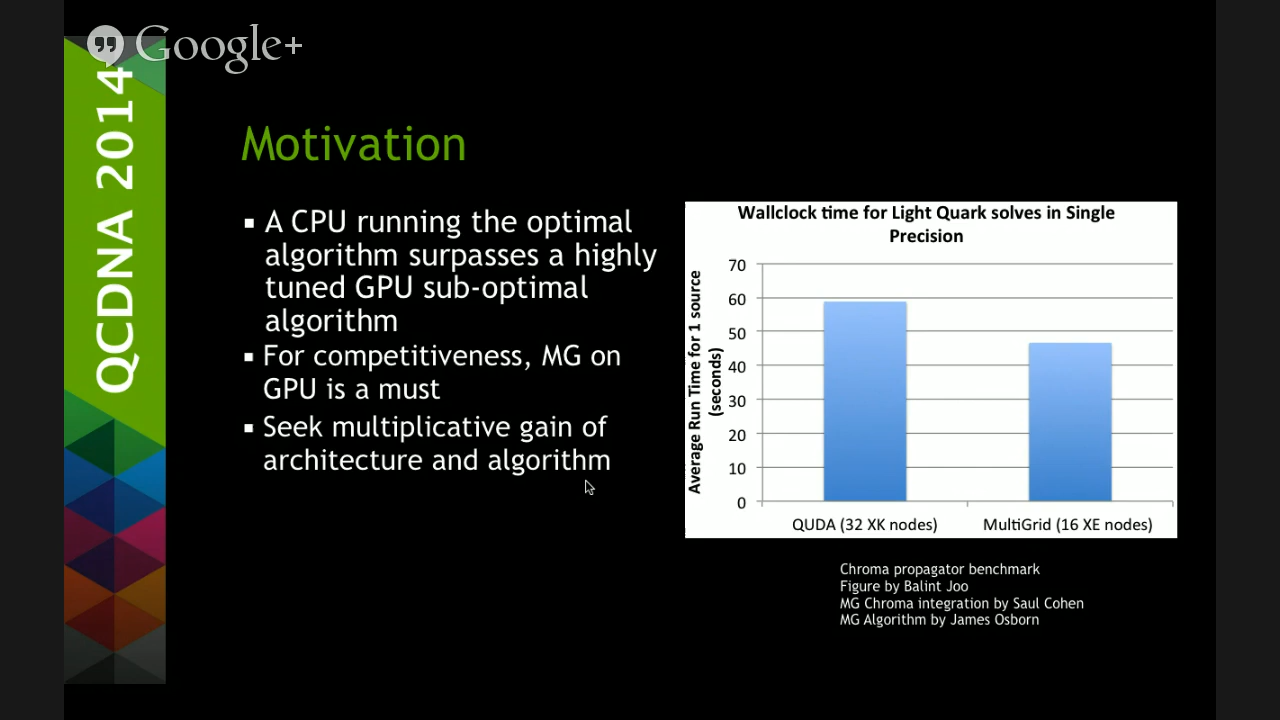 Google+
QCDNA 2014
Motivation
▪ A CPU running the optimal
algorithm surpasses a highly
tuned GPU sub-optimal
algorithm
▪ For competitiveness, MG on
GPU is a must
▪ Seek multiplicative gain of
architecture and algorithm
Wallclock time for Light Quark solves in Single
Precision
Average Run Time for 1 source
(seconds)
70
60
50
40
30
20
10
0
QUDA (32 XK nodes)
MultiGrid (16 XE nodes)
Chroma propagator benchmark
Figure by Balint Joo
MG Chroma integration by Saul Cohen
MG Algorithm by James Osborn